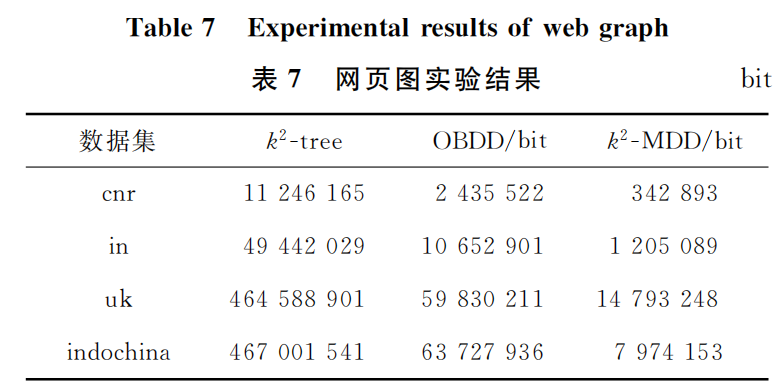 Table 7 Experimental results of web graph
表 7 网页图实验结果 bit
数据集 k²-tree OBDD/bit k²-MDD/bit
cnr 11 246 165 2 435 522 342 893
in 49 442 029 10 652 901 1 205 089
uk 464 588 901 59 830 211 14 793 248
indochina 467 001 541 63 727 936 7 974 153